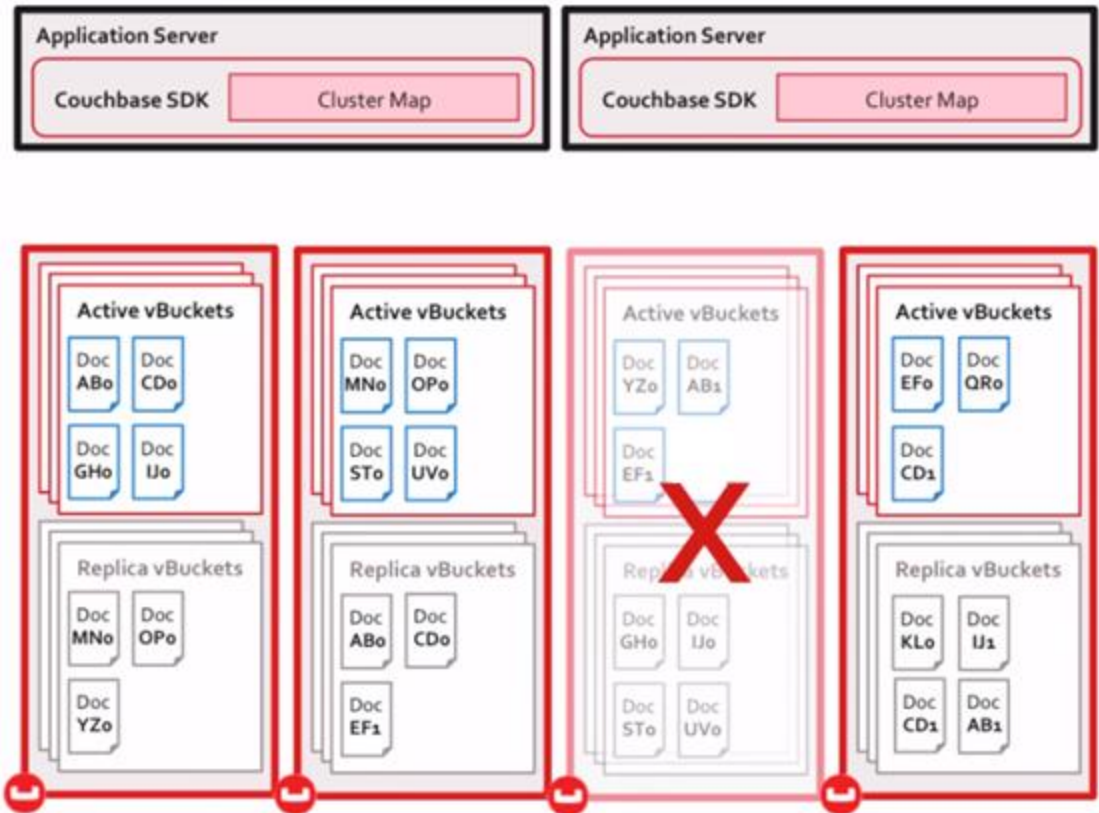 Application Server
Couchbase SDK
Cluster Map
Application Server
Couchbase SDK
Cluster Map
Active vBuckets
Doc Doc
AB0 CD0
Doc Doc
GH0 IJ0
Replica vBuckets
Doc Doc
MN0 OP0
Doc
YZ0
Active vBuckets
Doc Doc
MN0 OP0
Doc Doc
ST0 UV0
Replica vBuckets
Doc Doc
AB0 CD0
Doc
EF1
Active vBuckets
Doc Doc
YZ0 AB1
Doc
EF1
X
Replica vBuckets
Doc Doc
GH0 IJ0
Doc Doc
ST0 UV0
Active vBuckets
Doc Doc
EF0 QR0
Doc
CD1
Replica vBuckets
Doc Doc
KL0 IJ1
Doc Doc
CD1 AB1